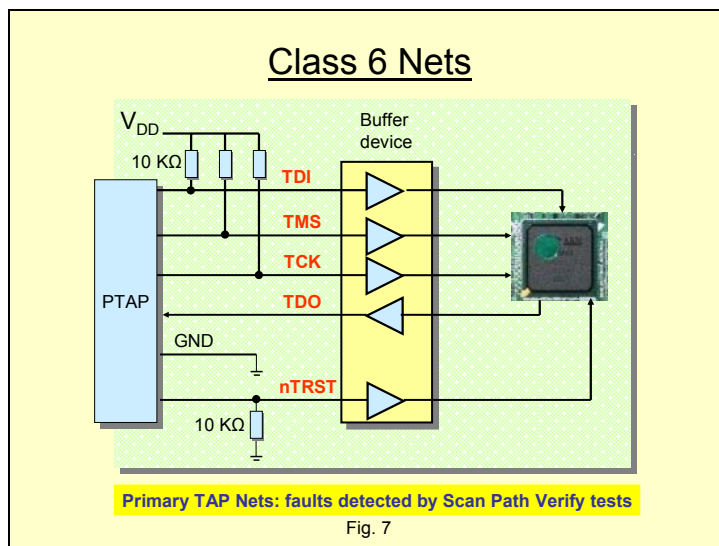 Class 6 Nets
VDD
Buffer
device
10 KΩ
TDI
TMS
TCK
PTAP
TDO
GND
nTRST
10 KΩ
Primary TAP Nets: faults detected by Scan Path Verify tests
Fig. 7